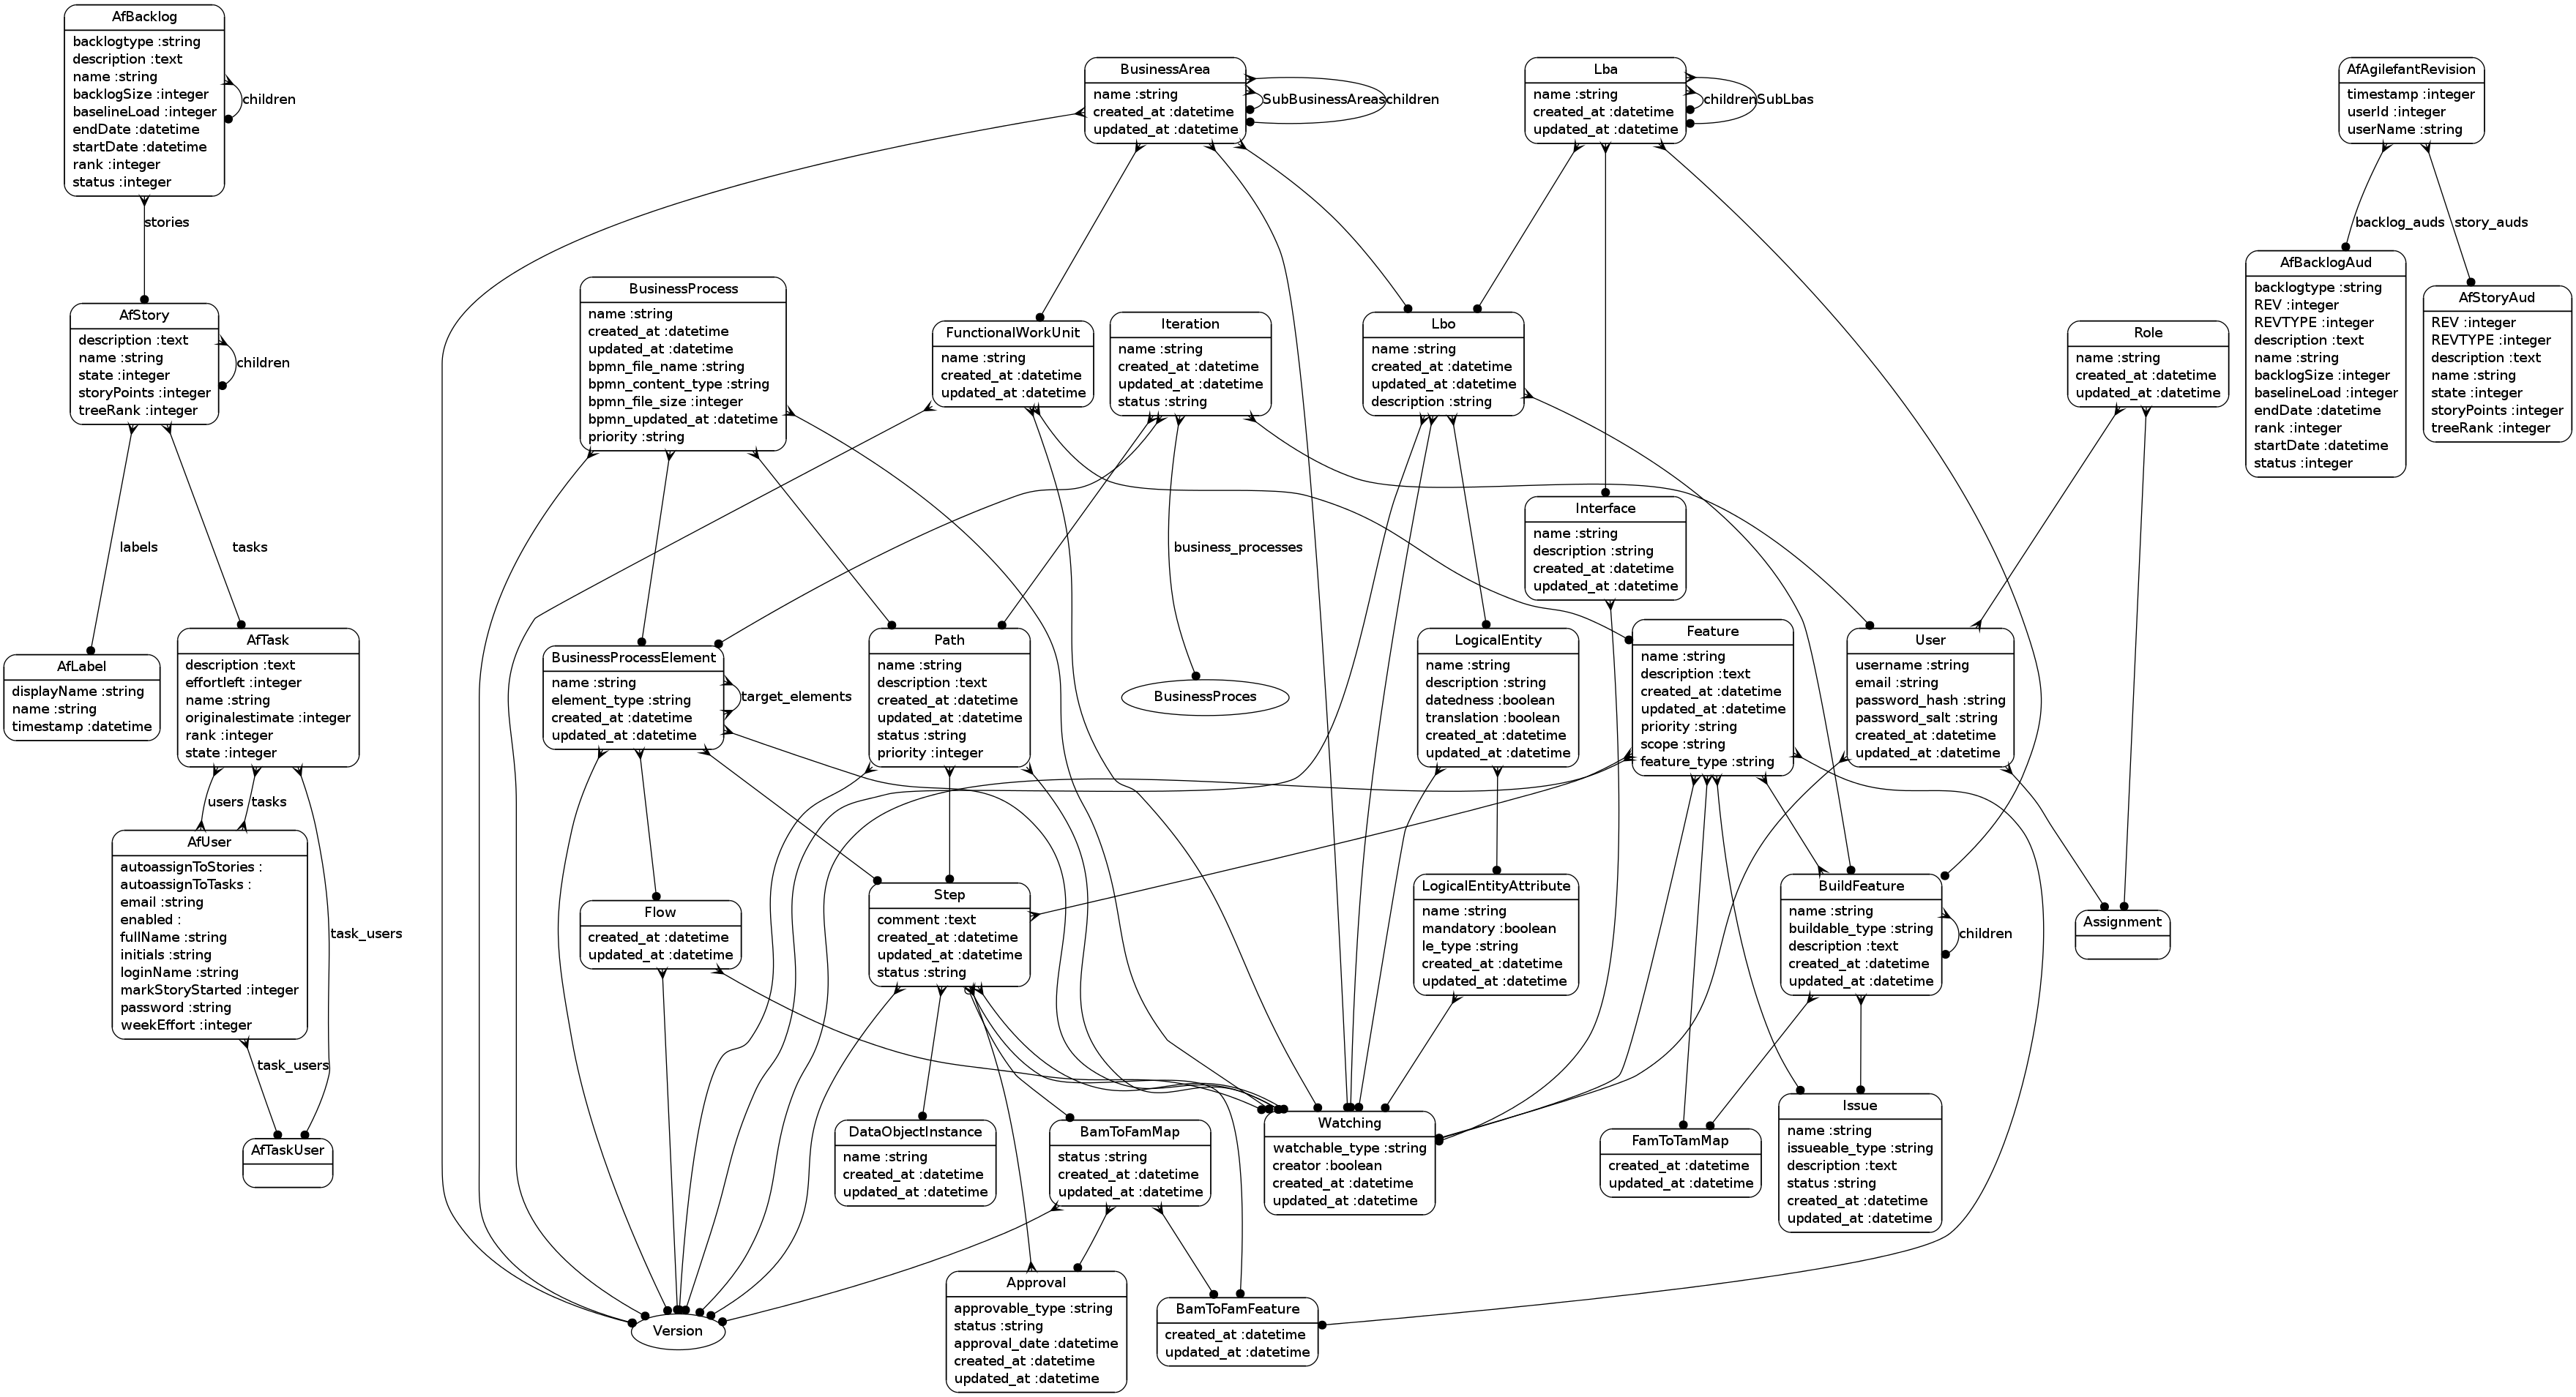 AfBacklog
backlogtype :string
description :text
name :string
backlogSize :integer
baselineLoad :integer
endDate :datetime
startDate :datetime
rank :integer
status :integer
children
stories
AfStory
description :text
name :string
state :integer
storyPoints :integer
treeRank :integer
children
labels
tasks
AfLabel
displayName :string
name :string
timestamp :datetime
AfTask
description :text
effortleft :integer
name :string
originalestimate :integer
rank :integer
state :integer
users
tasks
AfUser
autoassignToStories :
autoassignToTasks :
email :string
enabled :
fullName :string
initials :string
loginName :string
markStoryStarted :integer
password :string
weekEffort :integer
task_users
task_users
AfTaskUser
BusinessArea
name :string
created_at :datetime
updated_at :datetime
SubBusinessAreas
children
Lba
name :string
created_at :datetime
updated_at :datetime
children
SubLbas
AfAgilefantRevision
timestamp :integer
userId :integer
userName :string
backlog_auds
story_auds
AfBacklogAud
backlogtype :string
REV :integer
REVTYPE :integer
description :text
name :string
backlogSize :integer
baselineLoad :integer
endDate :datetime
rank :integer
startDate :datetime
status :integer
AfStoryAud
REV :integer
REVTYPE :integer
description :text
name :string
state :integer
storyPoints :integer
treeRank :integer
BusinessProcess
name :string
created_at :datetime
updated_at :datetime
bpmn_file_name :string
bpmn_content_type :string
bpmn_file_size :integer
bpmn_updated_at :datetime
priority :string
FunctionalWorkUnit
name :string
created_at :datetime
updated_at :datetime
Iteration
name :string
created_at :datetime
updated_at :datetime
status :string
Lbo
name :string
created_at :datetime
updated_at :datetime
description :string
Role
name :string
created_at :datetime
updated_at :datetime
business_processes
Interface
name :string
description :string
created_at :datetime
updated_at :datetime
BusinessProcessElement
name :string
element_type :string
created_at :datetime
updated_at :datetime
target_elements
Path
name :string
description :text
created_at :datetime
updated_at :datetime
status :string
priority :integer
BusinessProces
LogicalEntity
name :string
description :string
datedness :boolean
translation :boolean
created_at :datetime
updated_at :datetime
Feature
name :string
description :text
created_at :datetime
updated_at :datetime
priority :string
scope :string
feature_type :string
User
username :string
email :string
password_hash :string
password_salt :string
created_at :datetime
updated_at :datetime
Flow
created_at :datetime
updated_at :datetime
Step
comment :text
created_at :datetime
updated_at :datetime
status :string
LogicalEntityAttribute
name :string
mandatory :boolean
le_type :string
created_at :datetime
updated_at :datetime
BuildFeature
name :string
buildable_type :string
description :text
created_at :datetime
updated_at :datetime
children
Assignment
DataObjectInstance
name :string
created_at :datetime
updated_at :datetime
BamToFamMap
status :string
created_at :datetime
updated_at :datetime
Watching
watchable_type :string
creator :boolean
created_at :datetime
updated_at :datetime
FamToTamMap
created_at :datetime
updated_at :datetime
Issue
name :string
issueable_type :string
description :text
status :string
created_at :datetime
updated_at :datetime
Version
Approval
approvable_type :string
status :string
approval_date :datetime
created_at :datetime
updated_at :datetime
BamToFamFeature
created_at :datetime
updated_at :datetime